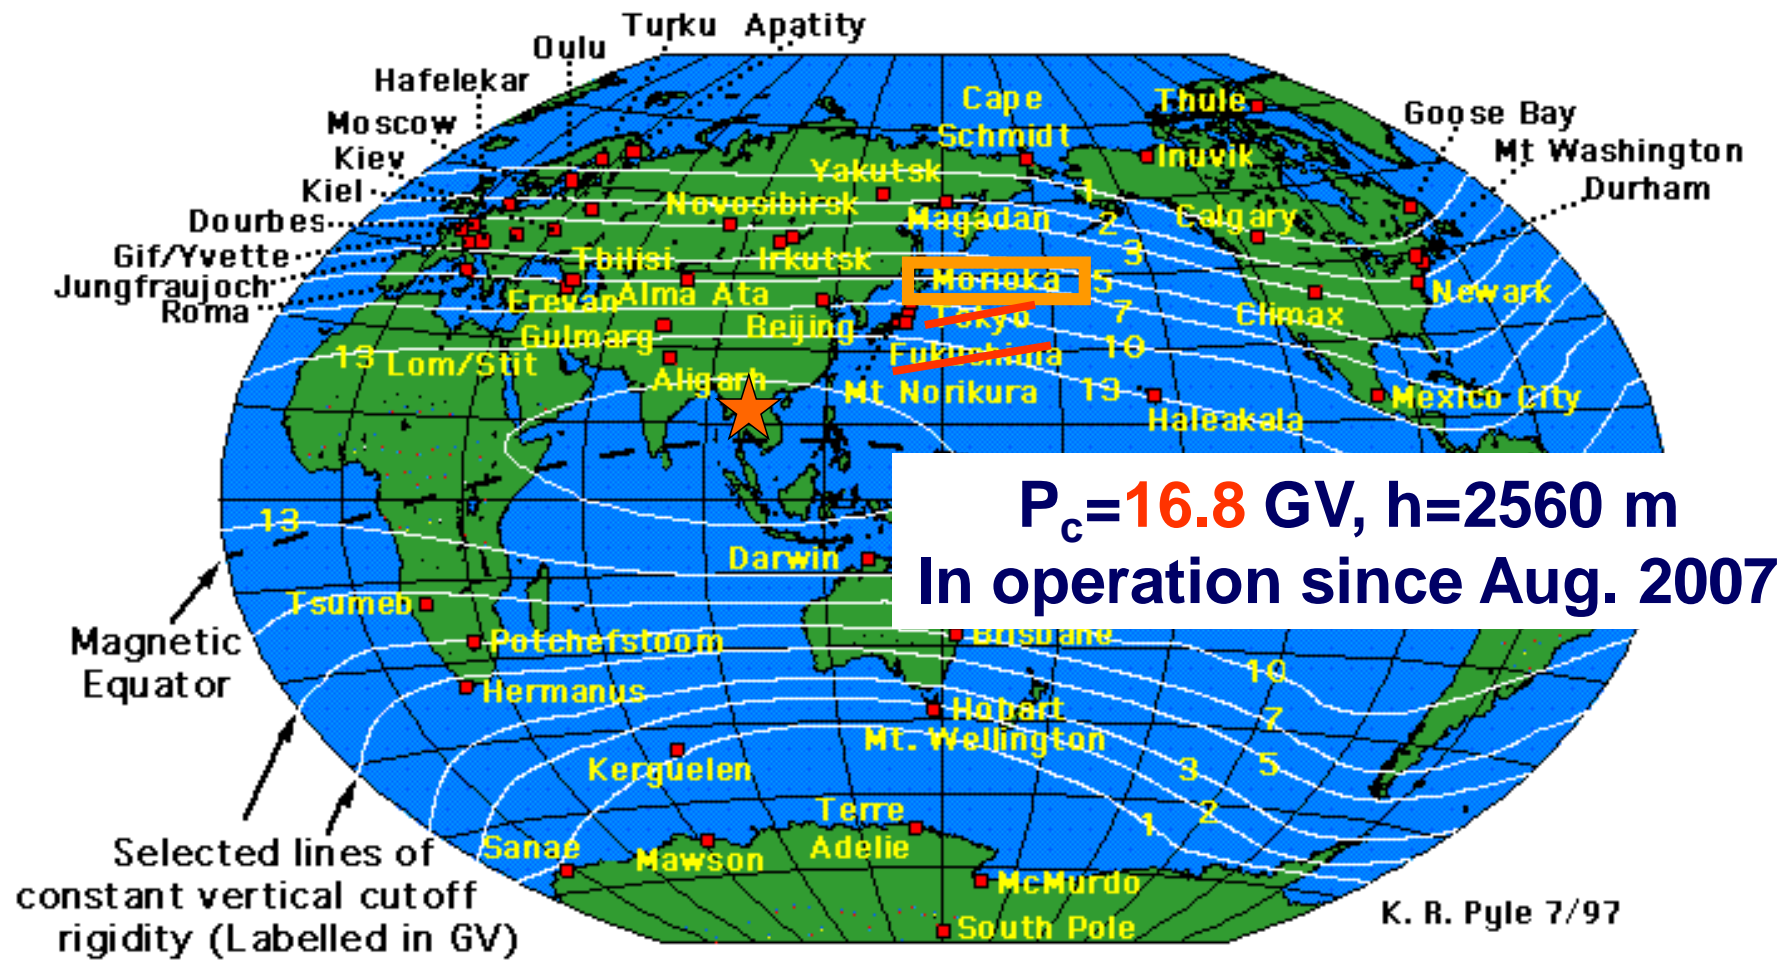 Turku Apatity
Oulu
Hafelekar
Moscow
Kiev
Kiel
Dourbes
Gif/Yvette
Jungfraujoch
Roma
Cape
Schmidt
Thule
Inuvik
Goose Bay
Mt Washington
Durham
Yakutsk
Novosibirsk
Magadan
Calgary
1
2
3
Tbilisi
Irkutsk
Morioka
5
Newark
Erevan
Alma Ata
Tokyo
7
Climax
Gulmarg
Beijing
Fukushima
10
13
Lom/Stit
Aligarh
Mt Norikura
13
Haleakala
Mexico City
Pc=16.8 GV, h=2560 m
In operation since Aug. 2007
13
Darwin
Tsumeb
Magnetic
Equator
Potchefstoom
Brisbane
10
Hermanus
Hobart
7
Mt. Wellington
Kerguelen
3
5
Terre
Adelie
2
1
Sanae
Mawson
McMurdo
South Pole
Selected lines of
constant vertical cutoff
rigidity (Labelled in GV)
K. R. Pyle 7/97